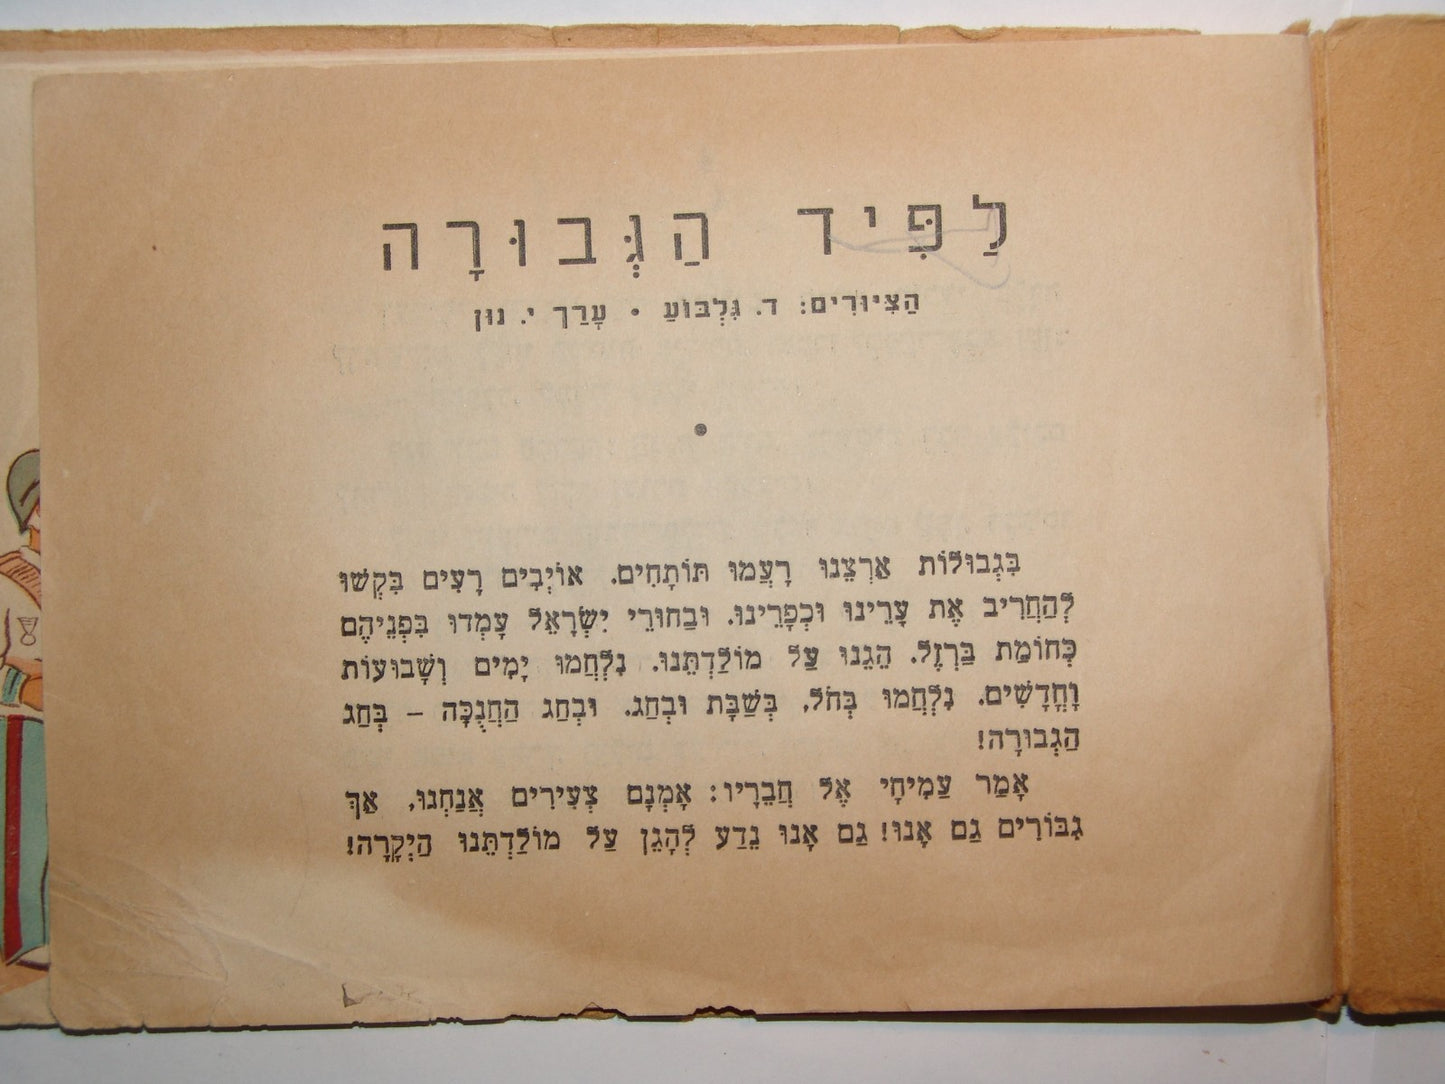 לַפִּיד הַגְּבוּרָה
הַצִּיוּרִים: ד. גִּלְבּוֹעַ • עָרַךְ י. נוּן
•
בִּגְבוּלוֹת אַרְצֵנוּ רָעֲמוּ תּוֹתָחִים. אוֹיְבִים רָעִים בִּקְשׁוּ
לְהַחֲרִיב אֶת עָרֵינוּ וּכְפָרֵינוּ. וּבַחוּרֵי יִשְׂרָאֵל עָמְדוּ בִּפְנֵיהֶם
כְּחוֹמַת בַּרְזֶל. הֵגֵנוּ עַל מוֹלַדְתֵּנוּ. נִלְחֲמוּ יָמִים וְשָׁבוּעוֹת
וָחֳדָשִׁים. נִלְחֲמוּ בְּחֹל, בְּשַׁבָּת וּבְחַג. וּבְחַג הַחֲנֻכָּה – בְּחַג
הַגְּבוּרָה!
אָמַר עַמִיחָי אֶל חֲבֵרָיו: אָמְנָם צְעִירִים אֲנַחְנוּ, אַךְ
גִּבּוֹרִים גַם אָנוּ! גַם אָנוּ נֵדַע לְהָגֵן עַל מוֹלַדְתֵּנוּ הַיְקָרָה!